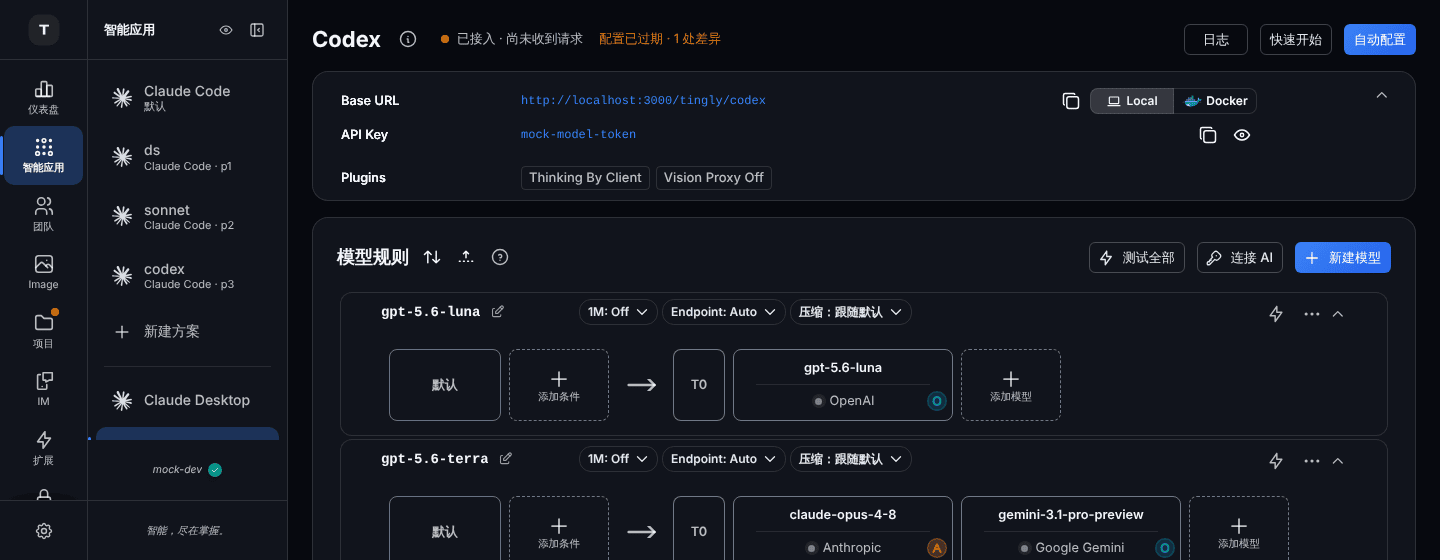 T
仪表盘
智能应用
团队
Image
项目
IM
扩展
智能应用
Claude Code
默认
ds
Claude Code · p1
sonnet
Claude Code · p2
codex
Claude Code · p3
新建方案
Claude Desktop
mock-dev
智能，尽在掌握。
Codex
已接入 · 尚未收到请求
配置已过期 · 1 处差异
日志
快速开始
自动配置
Base URL
http://localhost:3000/tingly/codex
Local
Docker
API Key
mock-model-token
Plugins
Thinking By Client
Vision Proxy Off
模型规则
测试全部
连接 AI
新建模型
gpt-5.6-luna
1M: Off
Endpoint: Auto
压缩：跟随默认
默认
添加条件
T0
gpt-5.6-luna
OpenAI
O
添加模型
gpt-5.6-terra
1M: Off
Endpoint: Auto
压缩：跟随默认
默认
添加条件
T0
claude-opus-4-8
Anthropic
A
gemini-3.1-pro-preview
Google Gemini
O
添加模型